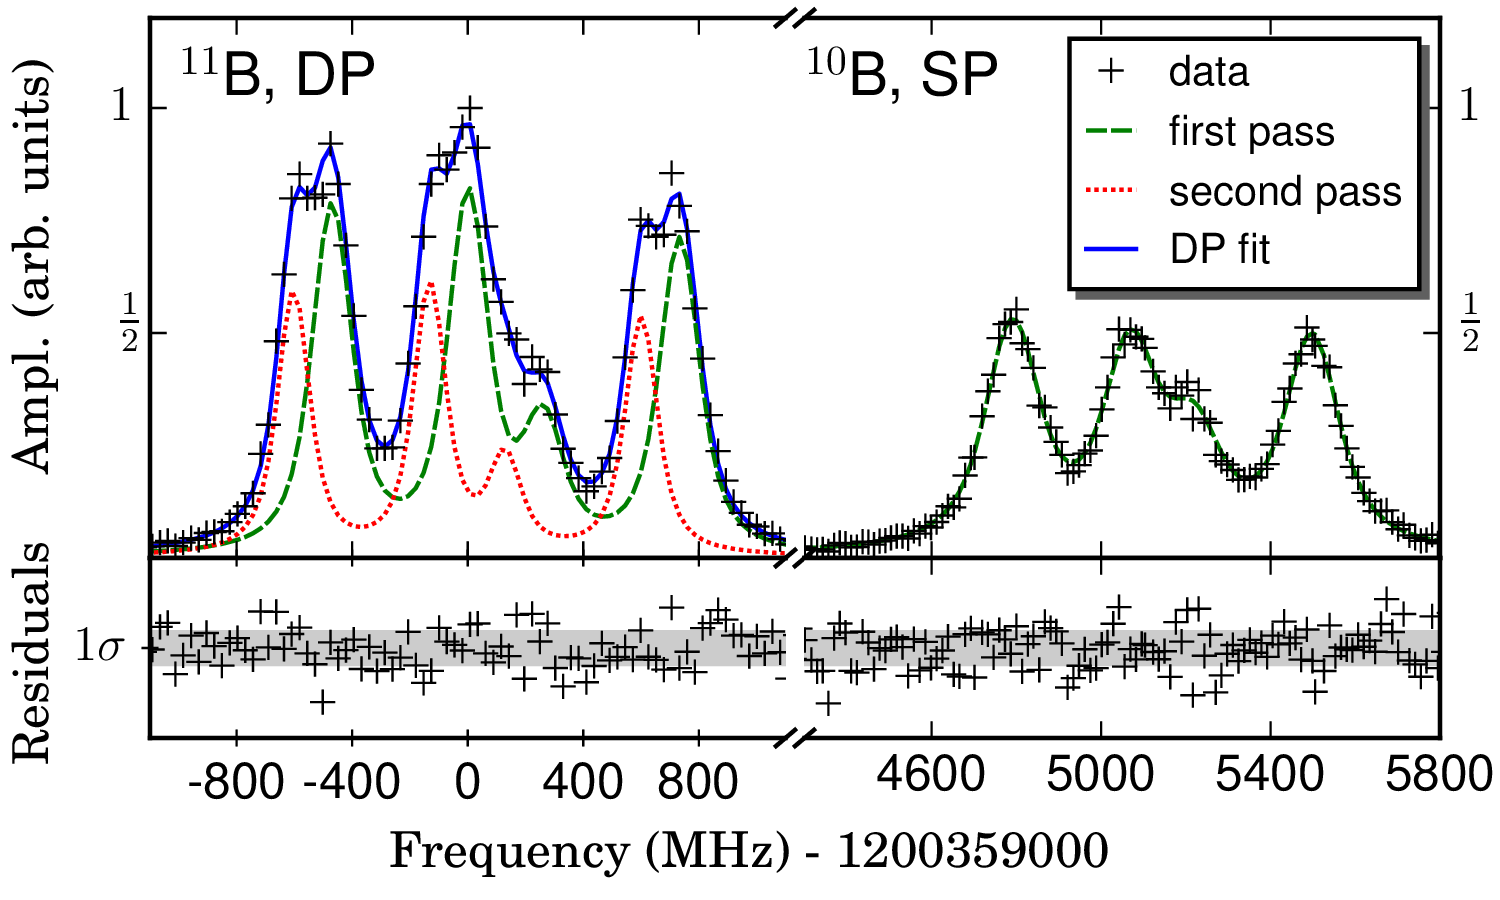 ¹¹B, DP
¹⁰B, SP
data
first pass
second pass
DP fit
Ampl. (arb. units)
1
1/2
1
1/2
Residuals
1σ
-800 -400 0 400 800
4600 5000 5400 5800
Frequency (MHz) - 1200359000